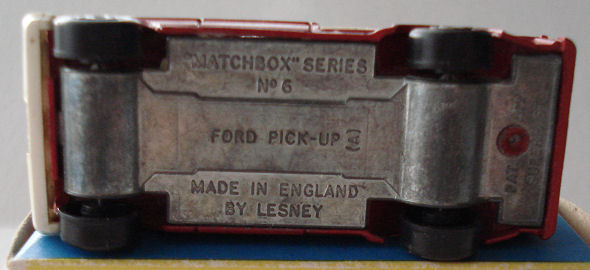 "MATCHBOX" SERIES
Nº 6
FORD PICK-UP (A)
MADE IN ENGLAND
BY LESNEY